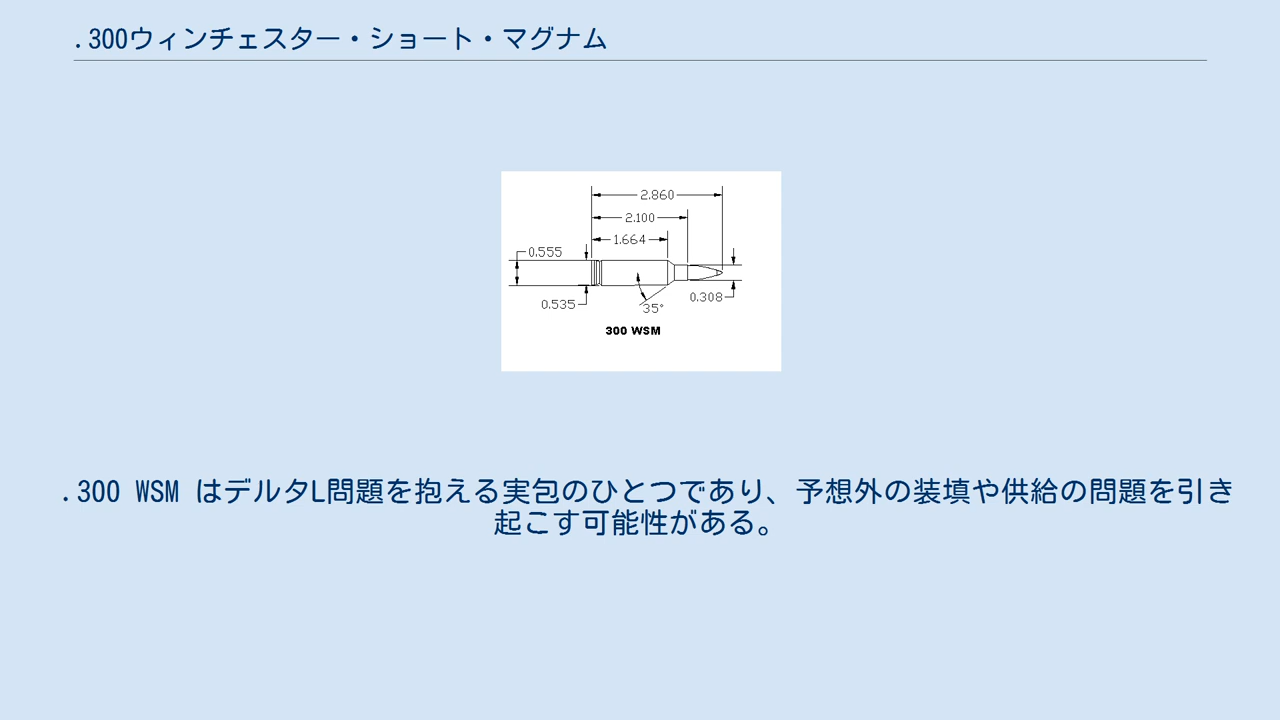 .300ウィンチェスター・ショート・マグナム
2.860
2.100
1.664
0.555
0.535
35°
0.308
300 WSM
.300 WSM はデルタL問題を抱える実包のひとつであり、予想外の装填や供給の問題を引き
起こす可能性がある。